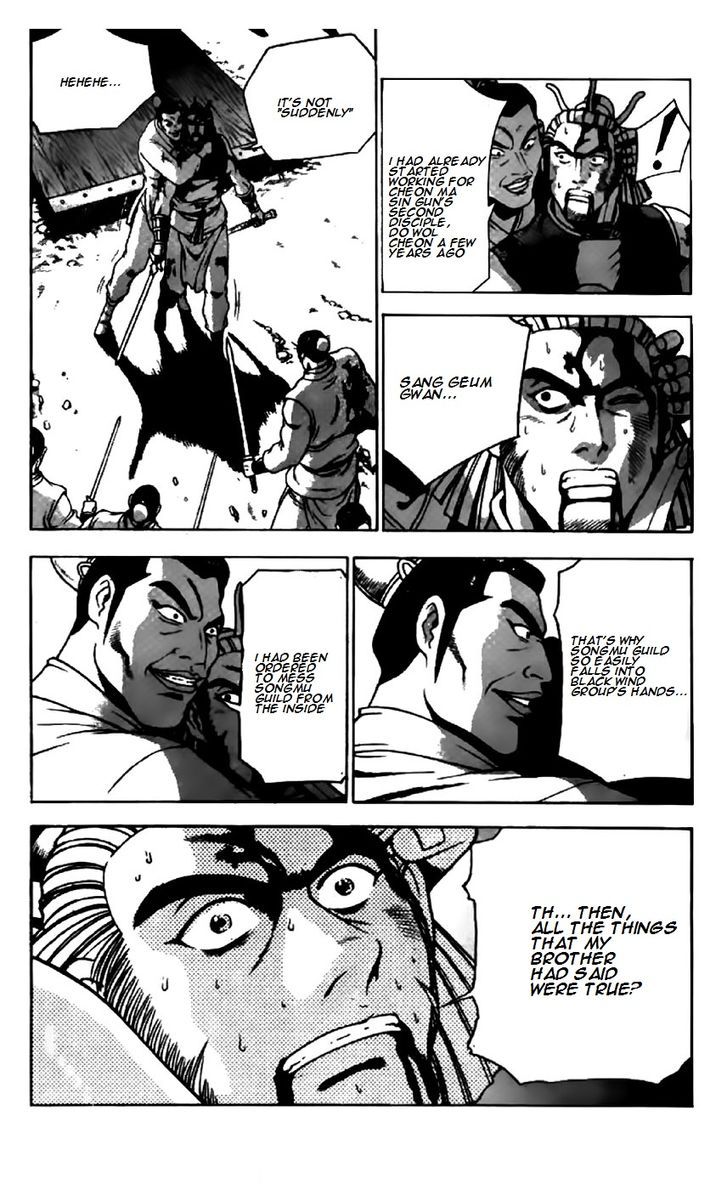 HEHEHE...
IT'S NOT
"SUDDENLY"
!
I HAD ALREADY
STARTED
WORKING FOR
CHEON MA
SIN GUN'S
SECOND
DISCIPLE,
DO WOL
CHEON A FEW
YEARS AGO
SANG GEUM
GWAN...
I HAD BEEN
ORDERED
TO MESS
SONGMU
GUILD FROM
THE INSIDE
THAT'S WHY
SONGMU GUILD
SO EASILY
FALLS INTO
BLACK WIND
GROUP'S HANDS...
TH... THEN,
ALL THE THINGS
THAT MY
BROTHER
HAD SAID
WERE TRUE?